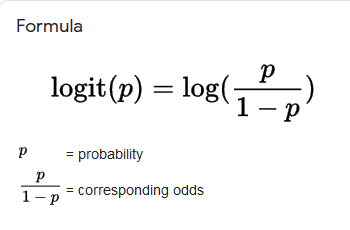 Formula
logit(p) = log(p/(1 − p))
p = probability
p/(1 − p) = corresponding odds